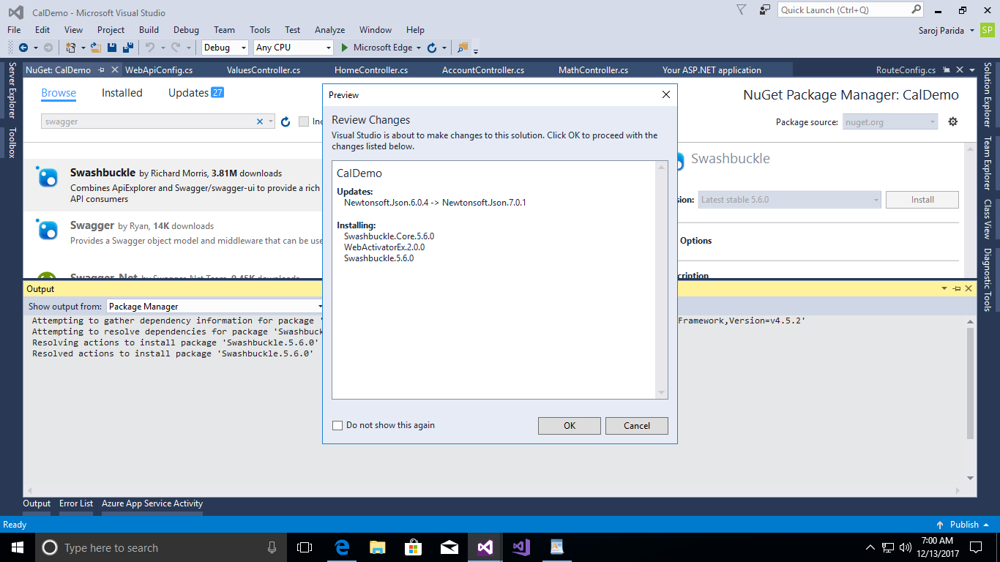 CalDemo - Microsoft Visual Studio
Quick Launch (Ctrl+Q)
File Edit View Project Build Debug Team Tools Test Analyze Window Help
Saroj Parida SP
Debug Any CPU Microsoft Edge
Server Explorer
Toolbox
NuGet: CalDemo WebApiConfig.cs ValuesController.cs HomeController.cs AccountController.cs MathController.cs Your ASP.NET application RouteConfig.cs
Solution Explorer
Team Explorer
Class View
Diagnostic Tools
Browse Installed Updates 27
NuGet Package Manager: CalDemo
swagger
Package source: nuget.org
Swashbuckle by Richard Morris, 3.81M downloads
Combines ApiExplorer and Swagger/swagger-ui to provide a rich
API consumers
Swagger by Ryan, 14K downloads
Provides a Swagger object model and middleware that can be use
Swagger-Net by Swagger-Net Team, 9.45K downloads
Swashbuckle
sion: Latest stable 5.6.0 Install
Options
cription
Preview
Review Changes
Visual Studio is about to make changes to this solution. Click OK to proceed with the
changes listed below.
CalDemo
Updates:
Newtonsoft.Json.6.0.4 -> Newtonsoft.Json.7.0.1
Installing:
Swashbuckle.Core.5.6.0
WebActivatorEx.2.0.0
Swashbuckle.5.6.0
Do not show this again
OK Cancel
Output
Show output from: Package Manager
Attempting to gather dependency information for package ' Framework,Version=v4.5.2'
Attempting to resolve dependencies for package 'Swashbuck
Resolving actions to install package 'Swashbuckle.5.6.0'
Resolved actions to install package 'Swashbuckle.5.6.0'
Output Error List Azure App Service Activity
Ready
Publish
Type here to search
7:00 AM
12/13/2017